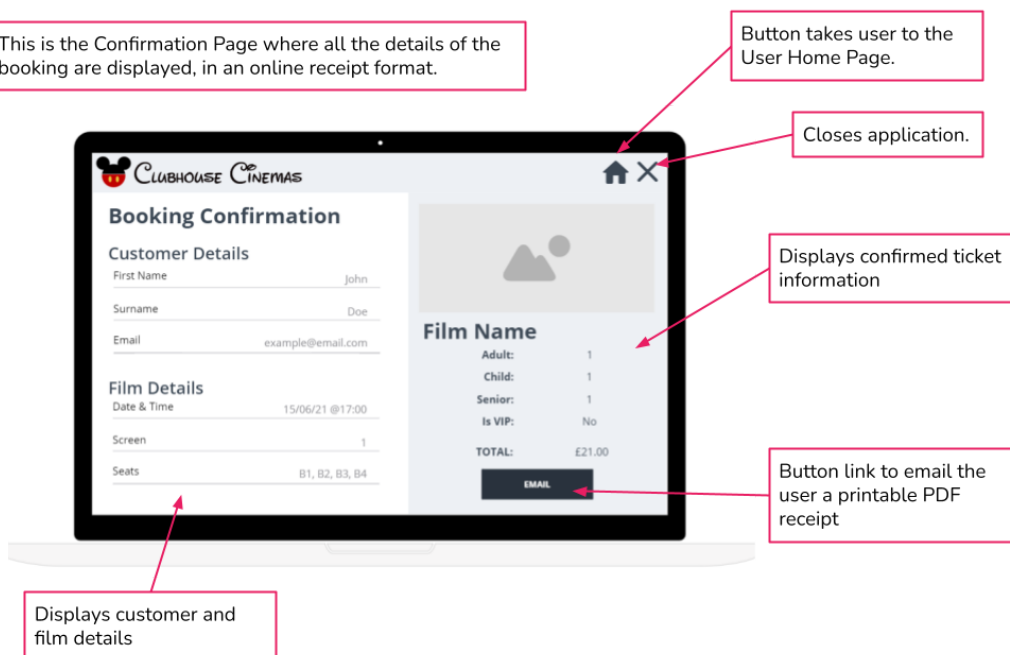 This is the Confirmation Page where all the details of the
booking are displayed, in an online receipt format.
Button takes user to the
User Home Page.
Closes application.
Clubhouse Cinemas
Booking Confirmation
Customer Details
First Name John
Surname Doe
Email example@email.com
Film Details
Date & Time 15/06/21 @17:00
Screen 1
Seats B1, B2, B3, B4
Film Name
Adult: 1
Child: 1
Senior: 1
Is VIP: No
TOTAL: £21.00
EMAIL
Displays confirmed ticket
information
Button link to email the
user a printable PDF
receipt
Displays customer and
film details